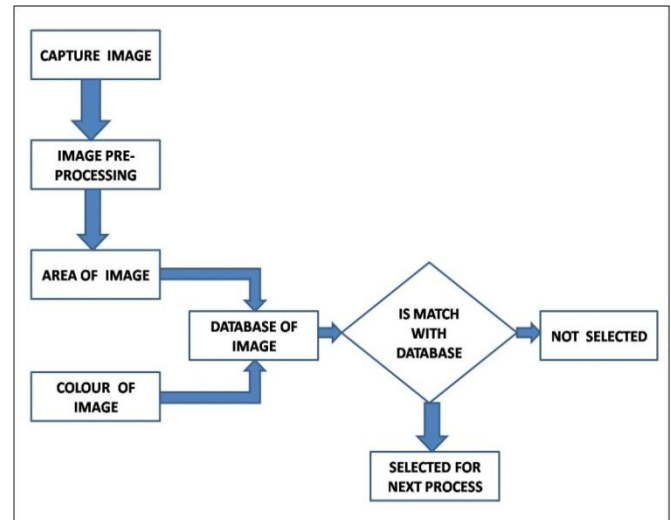 CAPTURE IMAGE
IMAGE PRE-
PROCESSING
AREA OF IMAGE
DATABASE OF
IMAGE
COLOUR OF
IMAGE
IS MATCH
WITH
DATABASE
NOT SELECTED
SELECTED FOR
NEXT PROCESS